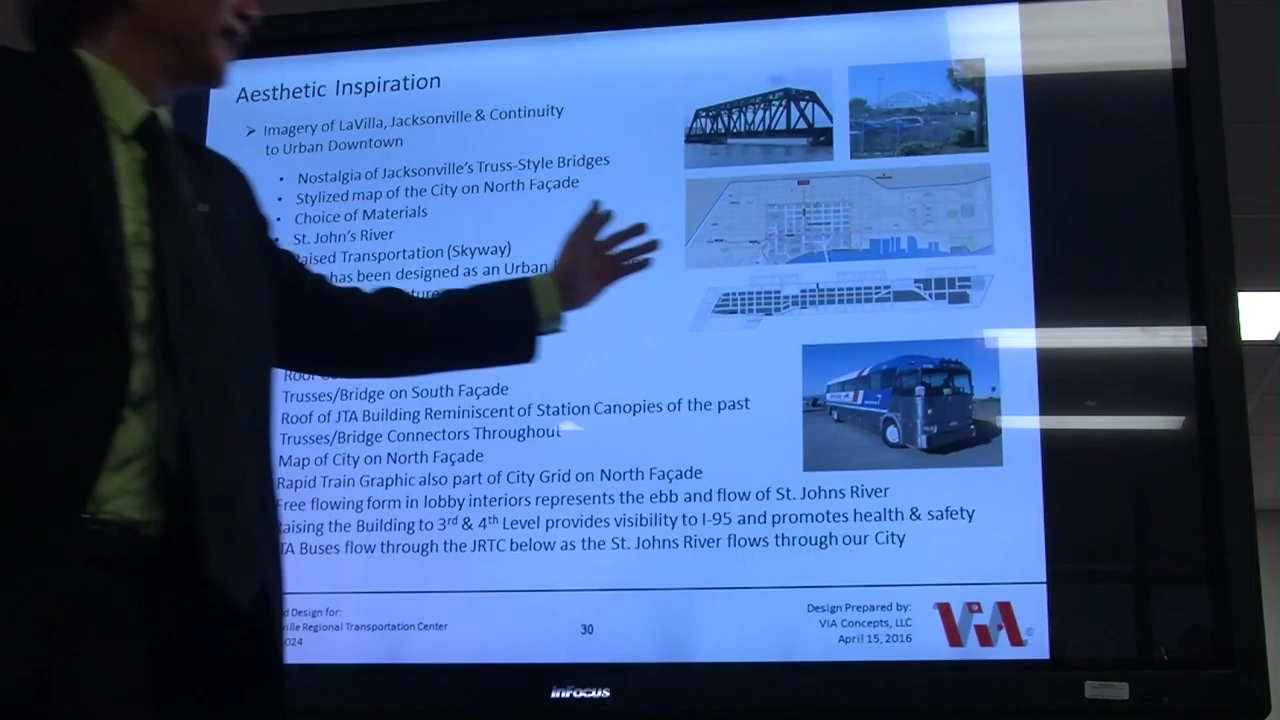 Aesthetic Inspiration
Imagery of LaVilla, Jacksonville & Continuity
to Urban Downtown
Nostalgia of Jacksonville's Truss-Style Bridges
Stylized map of the City on North Façade
Choice of Materials
St. John's River
Raised Transportation (Skyway)
has been designed as an Urban
Roof
Trusses/Bridge on South Façade
Roof of JTA Building Reminiscent of Station Canopies of the past
Trusses/Bridge Connectors Throughout
Map of City on North Façade
Rapid Train Graphic also part of City Grid on North Façade
Free flowing form in lobby interiors represents the ebb and flow of St. Johns River
Raising the Building to 3rd & 4th Level provides visibility to I-95 and promotes health & safety
TA Buses flow through the JRTC below as the St. Johns River flows through our City
d Design for:
ville Regional Transportation Center
024
30
Design Prepared by:
VIA Concepts, LLC
April 15, 2016
VIA®
InFocus